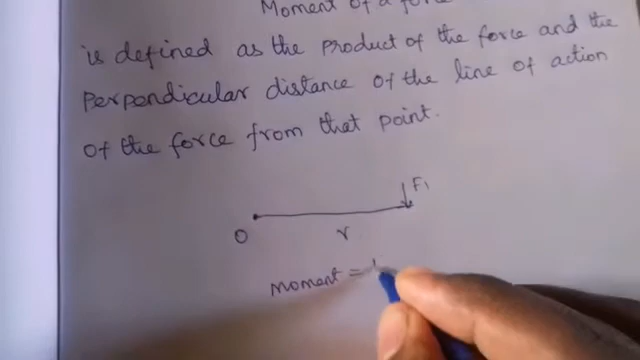 Moment of a force
is defined as the product of the force and the
perpendicular distance of the line of action
of the force from that point.
F1
O
r
moment =